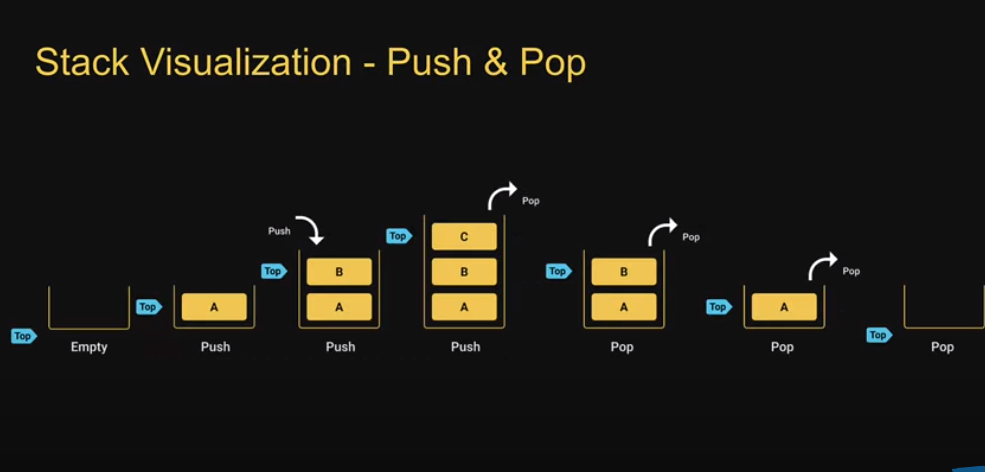 Stack Visualization - Push & Pop
Top
Empty
Top
A
Push
Push
Top
B
A
Push
Top
C
B
A
Pop
Push
Top
B
A
Pop
Pop
Top
A
Pop
Pop
Top
Pop